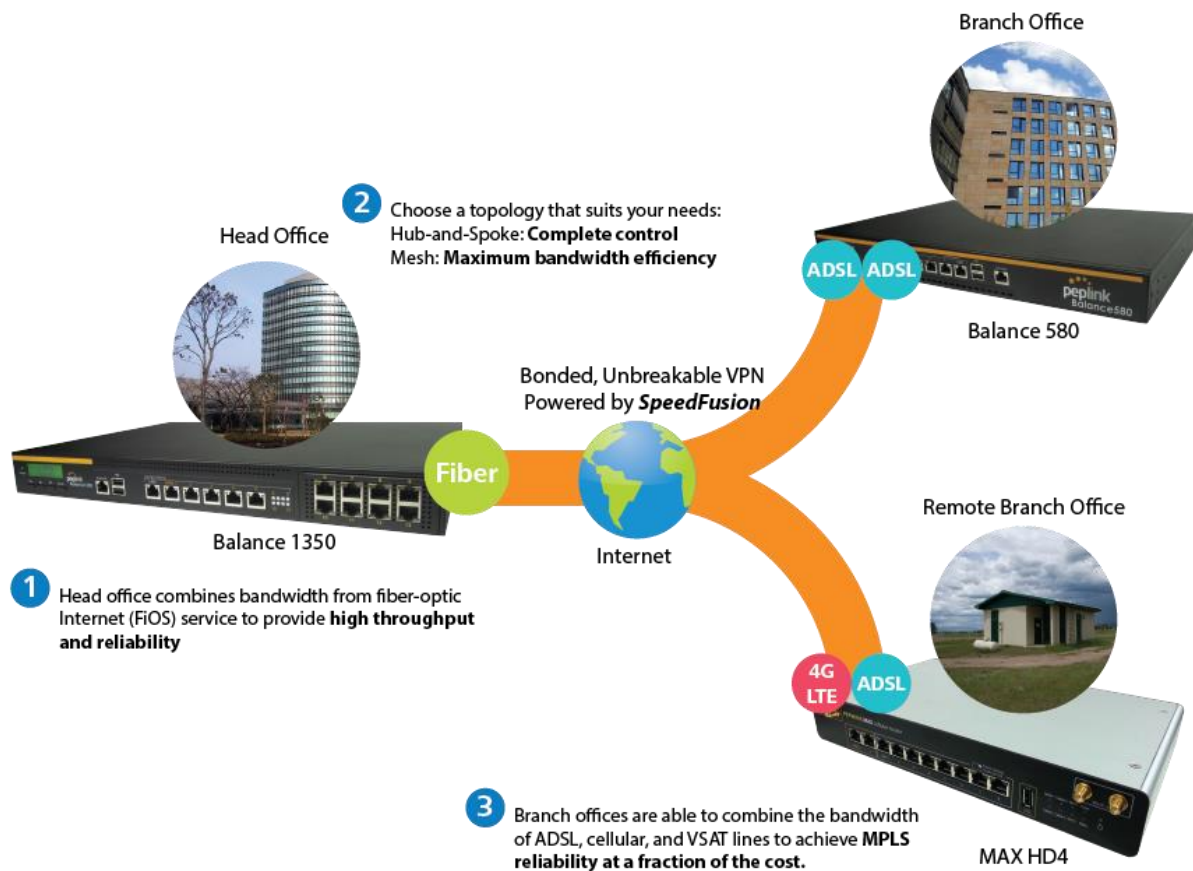 Branch Office
2
Choose a topology that suits your needs:
Hub-and-Spoke: Complete control
Mesh: Maximum bandwidth efficiency
Head Office
ADSL ADSL
peplink
Balance580
Balance 580
Bonded, Unbreakable VPN
Powered by SpeedFusion
Fiber
Internet
Balance 1350
Remote Branch Office
1
Head office combines bandwidth from fiber-optic
Internet (FiOS) service to provide high throughput
and reliability
4G
LTE
ADSL
3
Branch offices are able to combine the bandwidth
of ADSL, cellular, and VSAT lines to achieve MPLS
reliability at a fraction of the cost.
MAX HD4